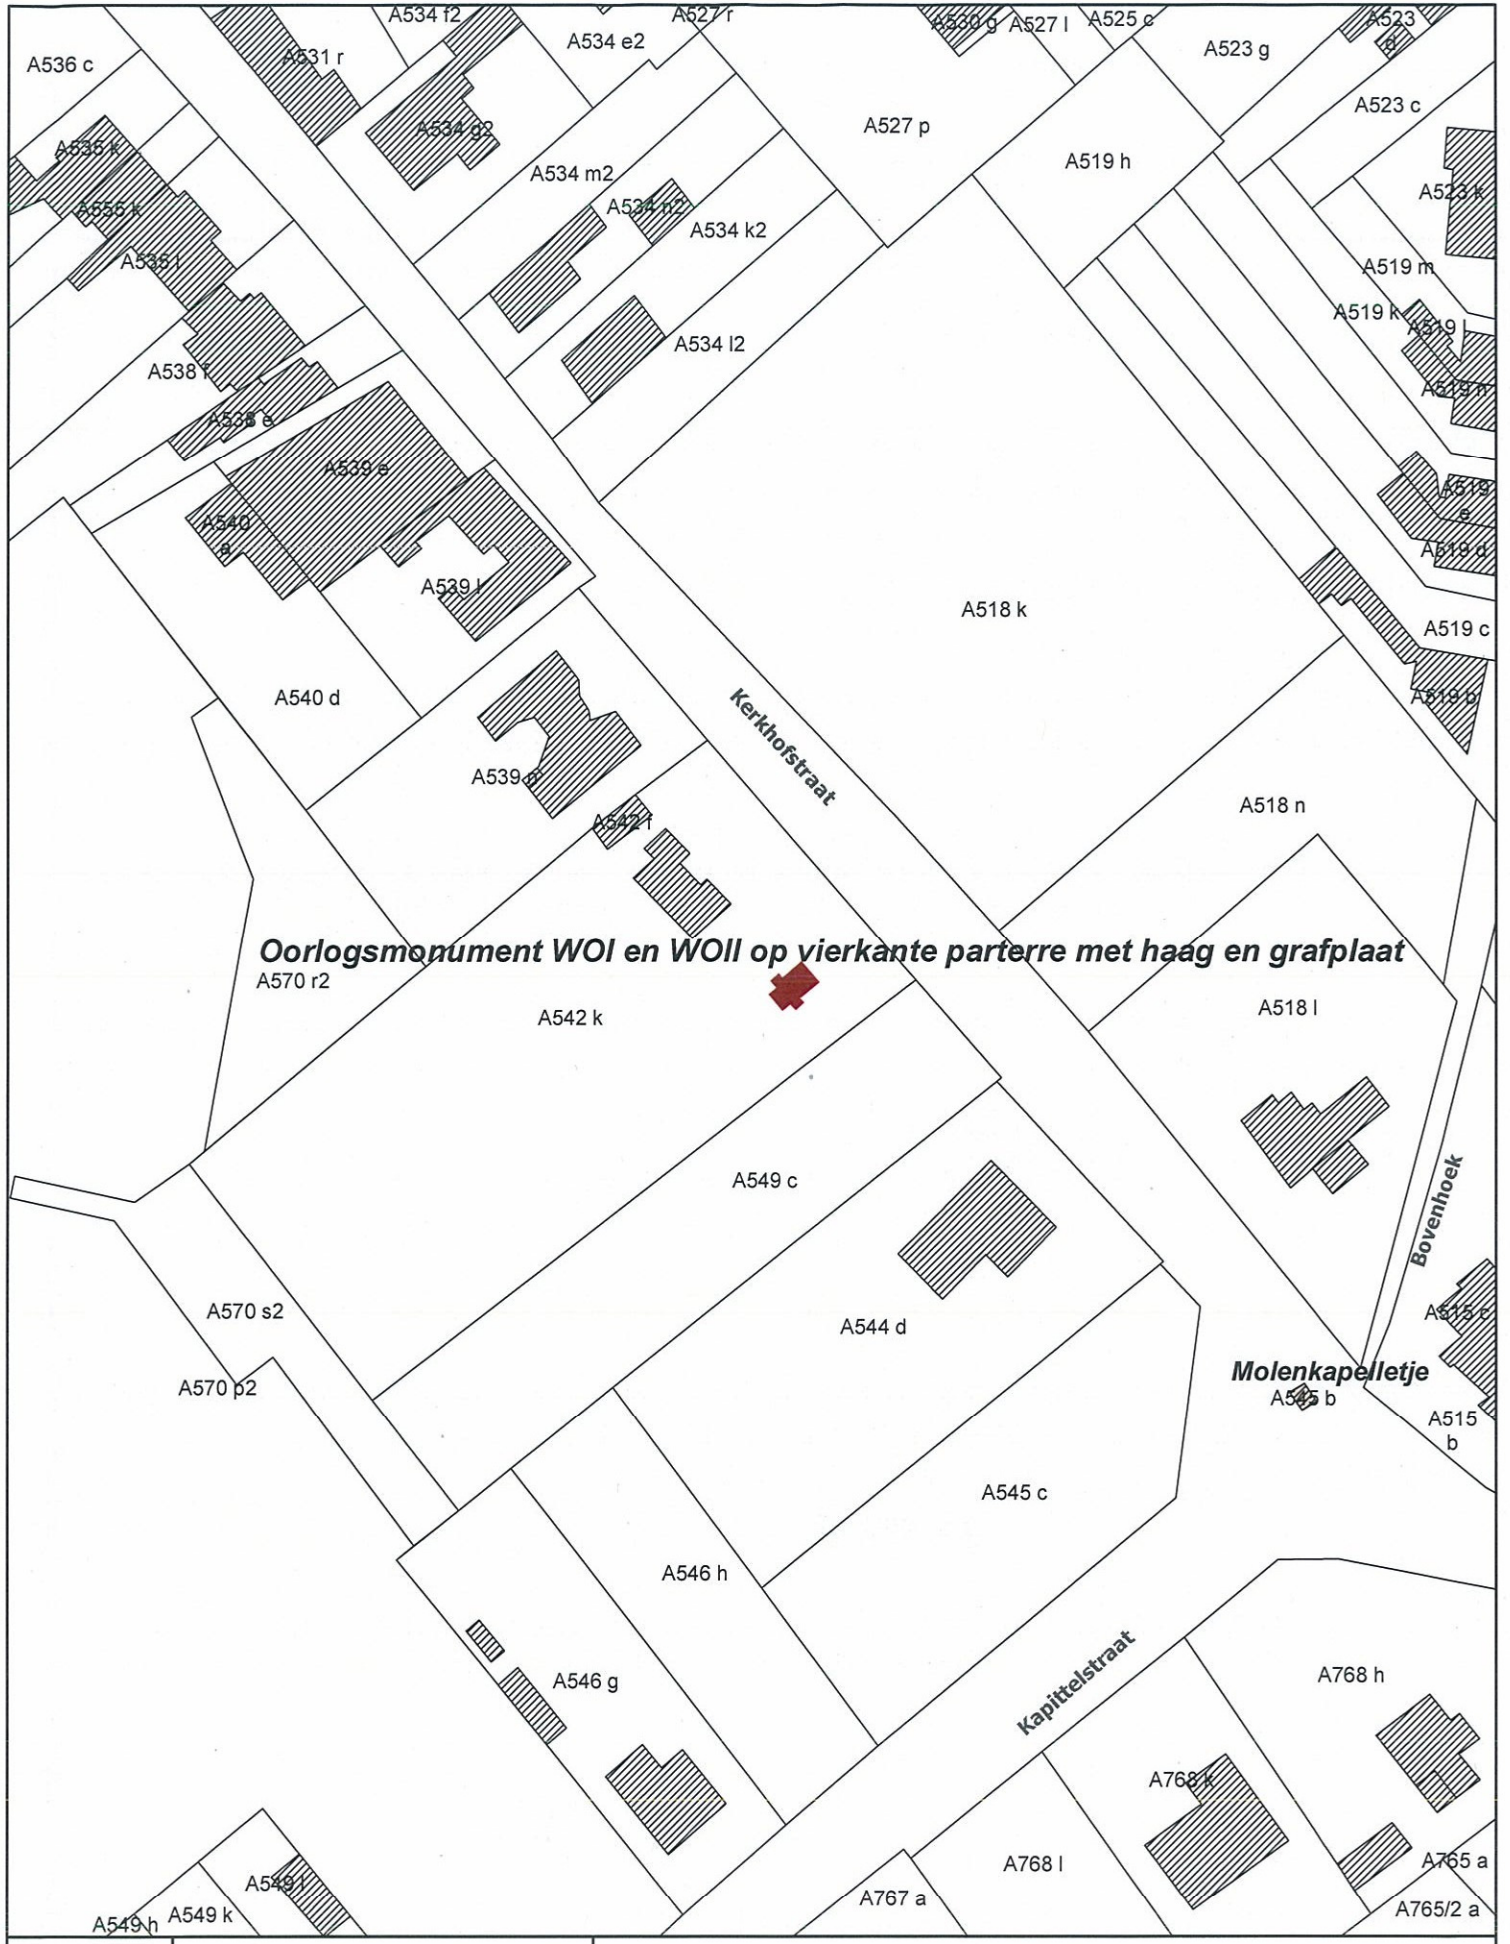 A534 f2
A527 r
A530 g
A527 l
A525 c
A523
d
A534 e2
A523 g
A531 r
A536 c
A523 c
A534 g2
A527 p
A535 k
A519 h
A534 m2
A523 k
A555 k
A534 n2
A534 k2
A535 l
A519 m
A519 k
A519 l
A534 l2
A538 f
A519 n
A538 e
A539 e
A519
e
A540
a
A519 d
A539 l
A518 k
A519 c
A540 d
A519 b
Kerkhofstraat
A539 n
A518 n
A542 f
Oorlogsmonument WOI en WOII op vierkante parterre met haag en grafplaat
A570 r2
A542 k
A518 l
A549 c
Bovenhoek
A570 s2
A515 c
A544 d
Molenkapelletje
A570 p2
A545 b
A515
b
A545 c
A546 h
Kapittelstraat
A546 g
A768 h
A768 k
A768 l
A765 a
A549 l
A767 a
A765/2 a
A549 k
A549 h